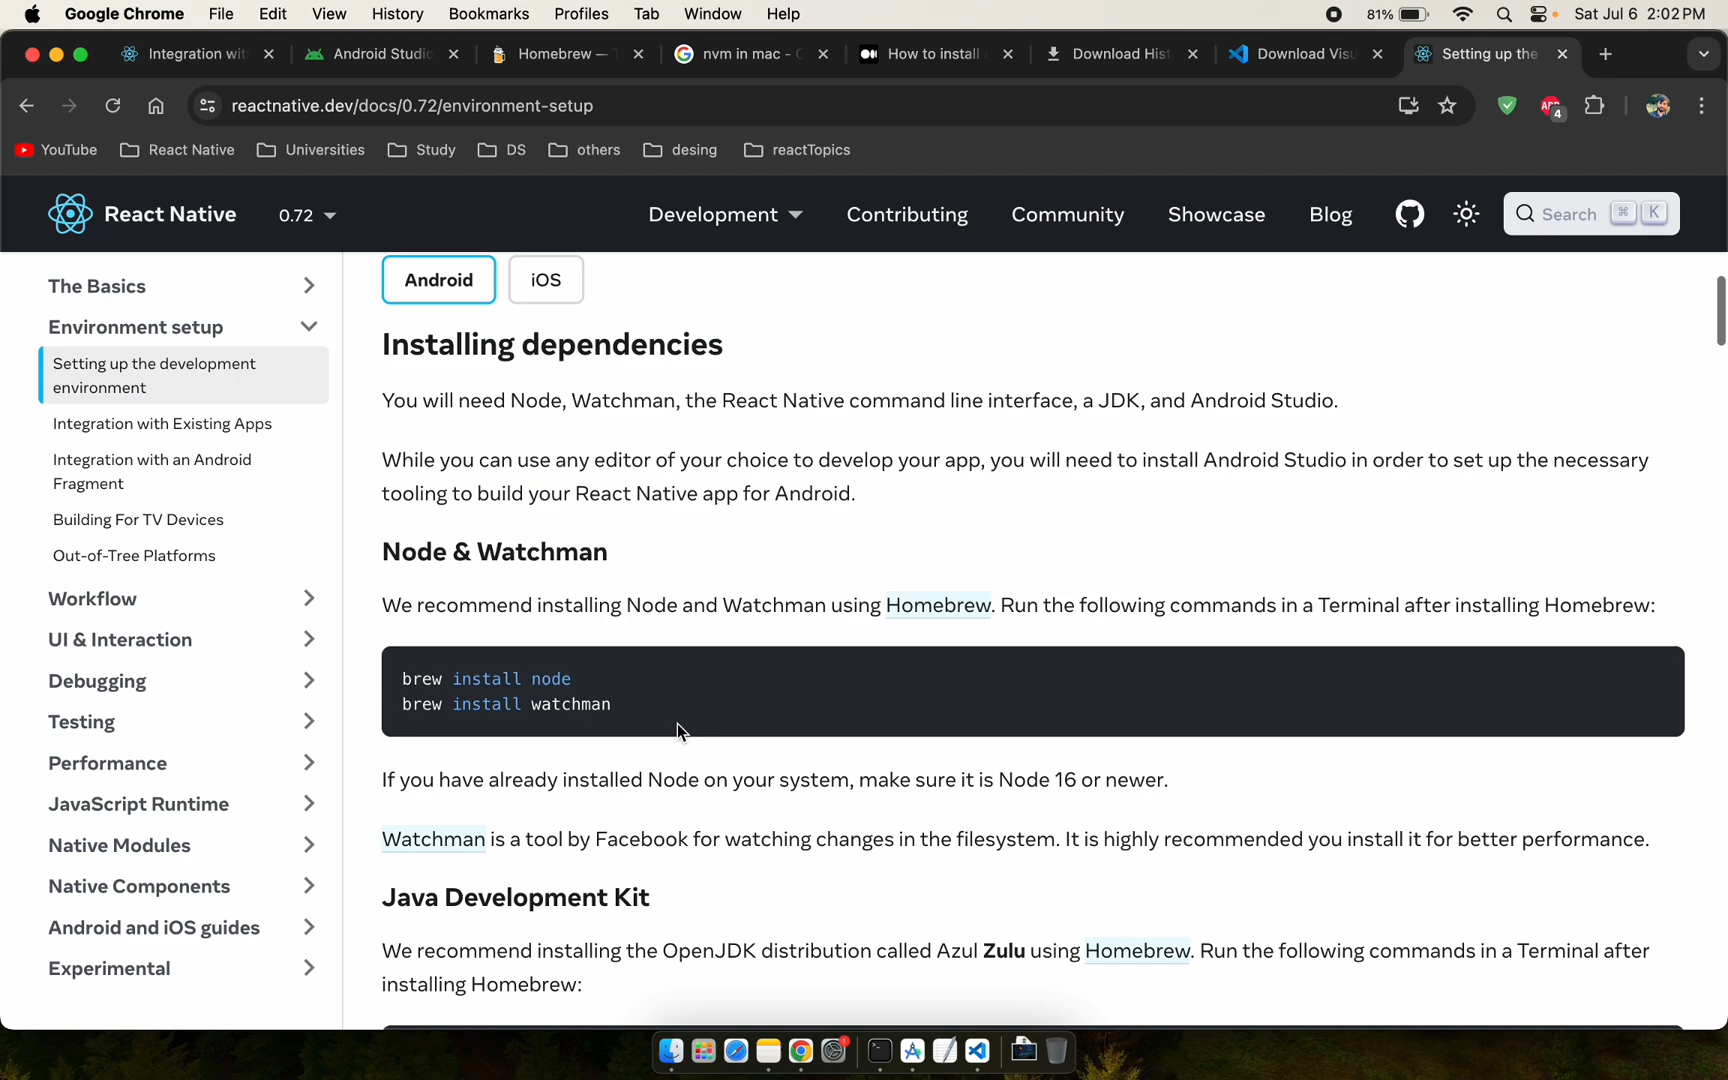 Google Chrome File Edit View History Bookmarks Profiles Tab Window Help 81% Sat Jul 6 2:02 PM
Integration wit Android Studio Homebrew — nvm in mac - How to install Download Hist Download Visu Setting up the
reactnative.dev/docs/0.72/environment-setup
4
YouTube React Native Universities Study DS others desing reactTopics
React Native 0.72 Development Contributing Community Showcase Blog Search ⌘ K
The Basics
Environment setup
Setting up the development
environment
Integration with Existing Apps
Integration with an Android
Fragment
Building For TV Devices
Out-of-Tree Platforms
Workflow
UI & Interaction
Debugging
Testing
Performance
JavaScript Runtime
Native Modules
Native Components
Android and iOS guides
Experimental
Android iOS
Installing dependencies
You will need Node, Watchman, the React Native command line interface, a JDK, and Android Studio.
While you can use any editor of your choice to develop your app, you will need to install Android Studio in order to set up the necessary
tooling to build your React Native app for Android.
Node & Watchman
We recommend installing Node and Watchman using Homebrew. Run the following commands in a Terminal after installing Homebrew:
brew install node
brew install watchman
If you have already installed Node on your system, make sure it is Node 16 or newer.
Watchman is a tool by Facebook for watching changes in the filesystem. It is highly recommended you install it for better performance.
Java Development Kit
We recommend installing the OpenJDK distribution called Azul Zulu using Homebrew. Run the following commands in a Terminal after
installing Homebrew:
1